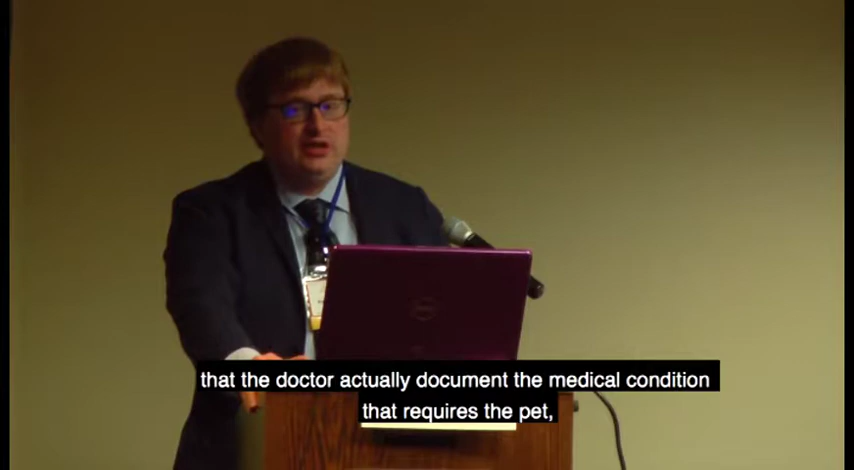 that the doctor actually document the medical condition
that requires the pet,